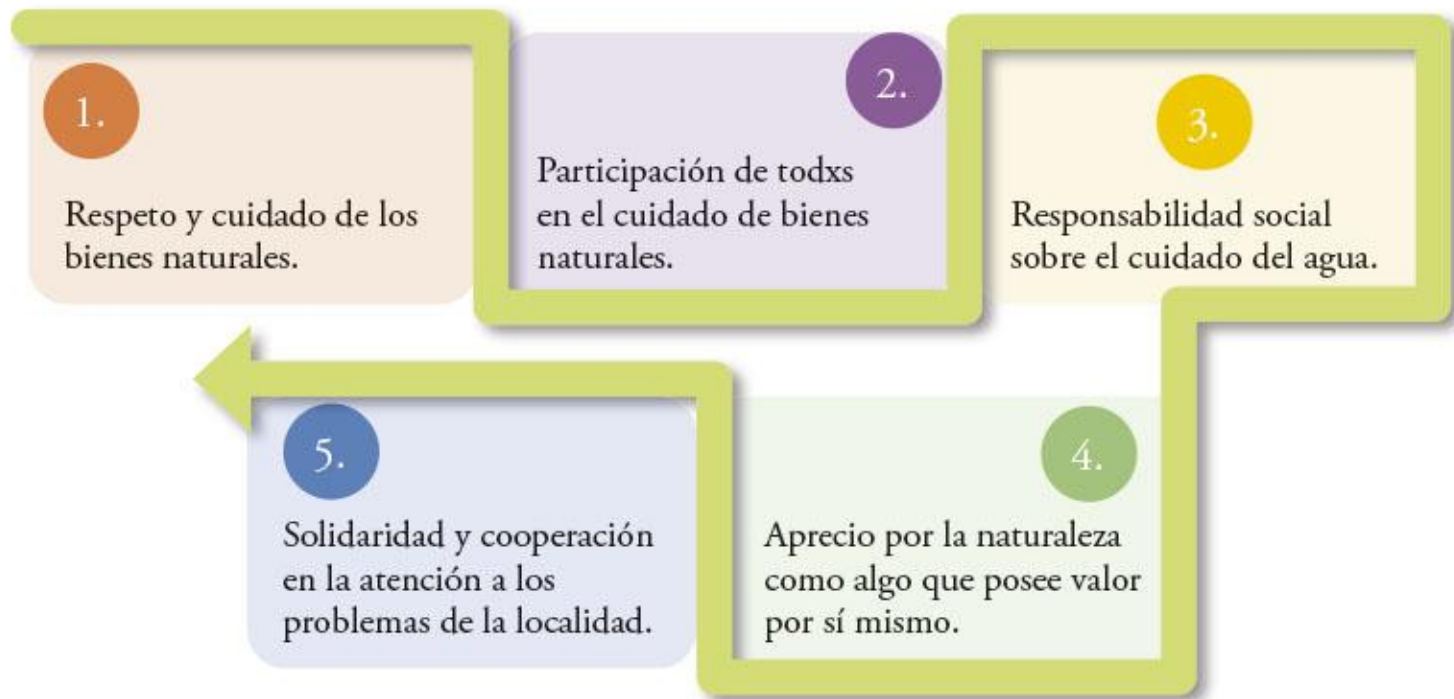 1.
Respeto y cuidado de los
bienes naturales.
2.
Participación de todxs
en el cuidado de bienes
naturales.
3.
Responsabilidad social
sobre el cuidado del agua.
4.
Aprecio por la naturaleza
como algo que posee valor
por sí mismo.
5.
Solidaridad y cooperación
en la atención a los
problemas de la localidad.